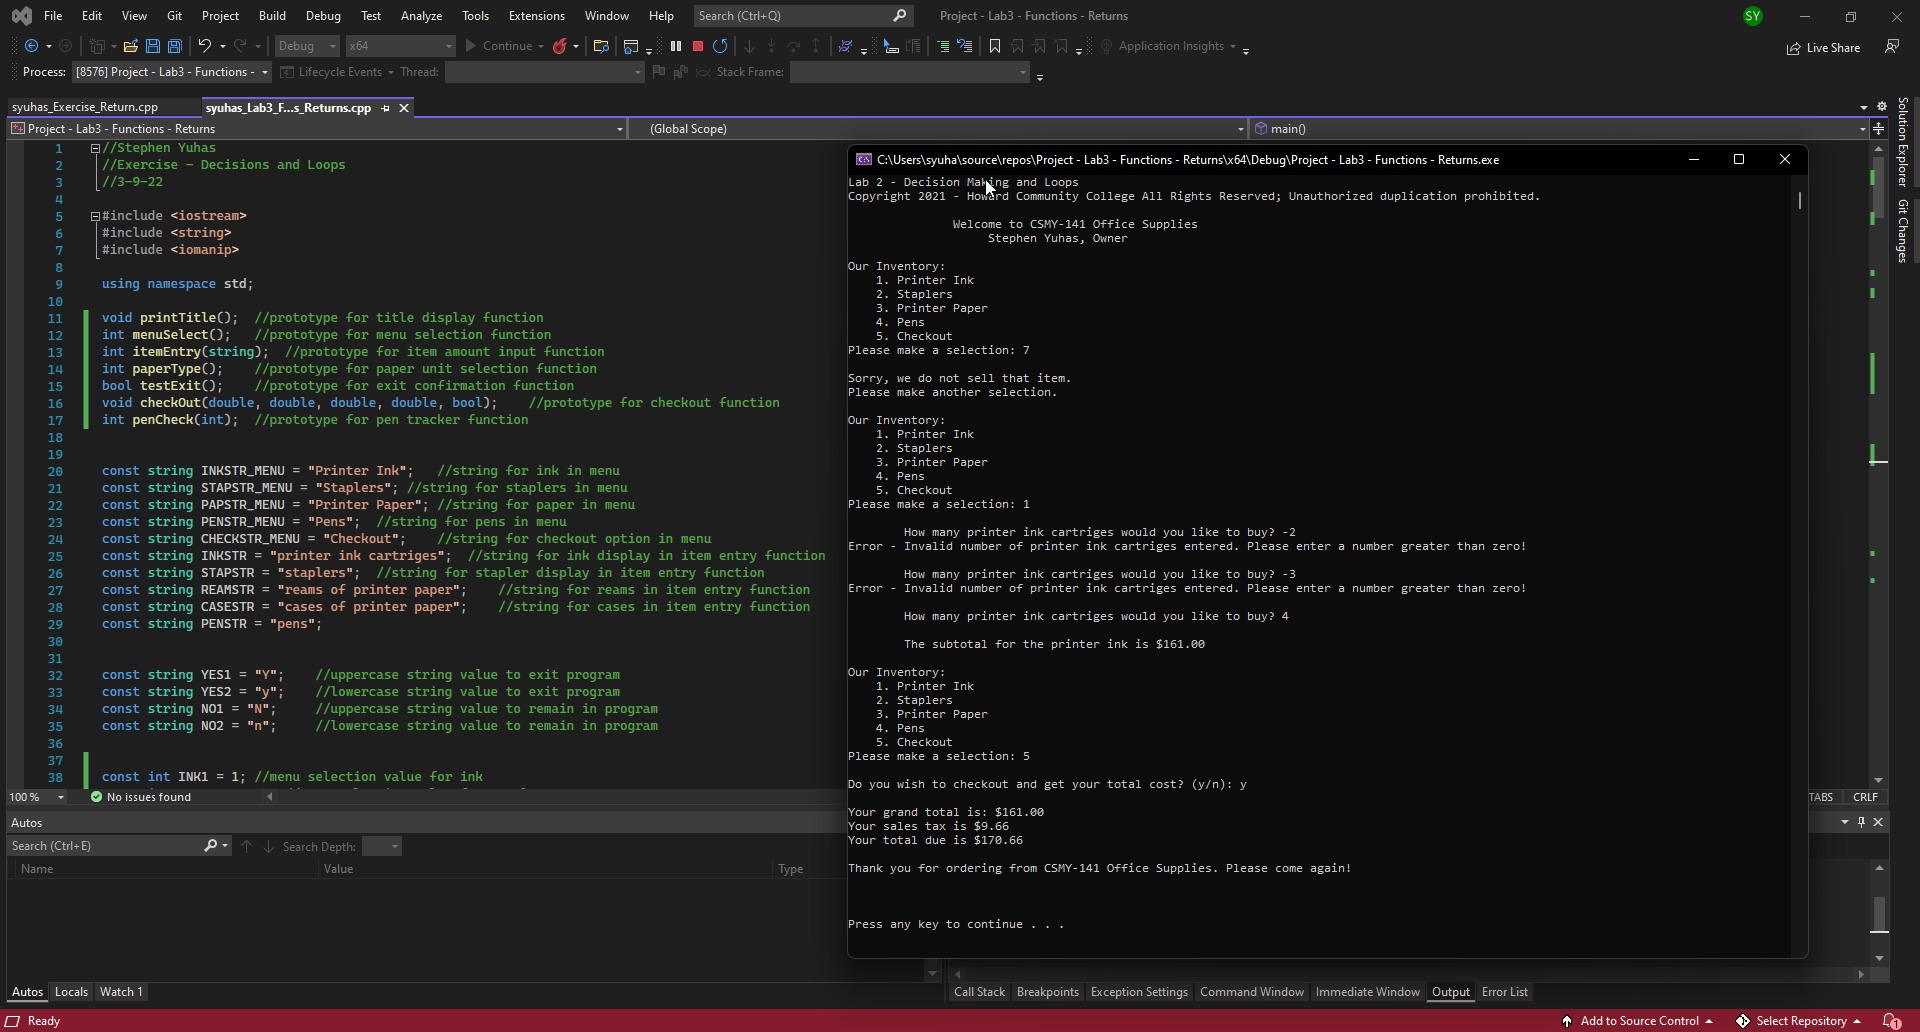 File Edit View Git Project Build Debug Test Analyze Tools Extensions Window Help Search (Ctrl+Q) Project - Lab3 - Functions - Returns SY
Debug x64 Continue Application Insights Live Share
Process: [8576] Project - Lab3 - Functions - Lifecycle Events Thread: Stack Frame:
syuhas_Exercise_Return.cpp syuhas_Lab3_F...s_Returns.cpp
Project - Lab3 - Functions - Returns (Global Scope) main()
Solution Explorer
Git Changes
1 //Stephen Yuhas
2 //Exercise - Decisions and Loops
3 //3-9-22
4
5 #include <iostream>
6 #include <string>
7 #include <iomanip>
8
9 using namespace std;
10
11 void printTitle(); //prototype for title display function
12 int menuSelect(); //prototype for menu selection function
13 int itemEntry(string); //prototype for item amount input function
14 int paperType(); //prototype for paper unit selection function
15 bool testExit(); //prototype for exit confirmation function
16 void checkOut(double, double, double, double, bool); //prototype for checkout function
17 int penCheck(int); //prototype for pen tracker function
18
19
20 const string INKSTR_MENU = "Printer Ink"; //string for ink in menu
21 const string STAPSTR_MENU = "Staplers"; //string for staplers in menu
22 const string PAPSTR_MENU = "Printer Paper"; //string for paper in menu
23 const string PENSTR_MENU = "Pens"; //string for pens in menu
24 const string CHECKSTR_MENU = "Checkout"; //string for checkout option in menu
25 const string INKSTR = "printer ink cartriges"; //string for ink display in item entry function
26 const string STAPSTR = "staplers"; //string for stapler display in item entry function
27 const string REAMSTR = "reams of printer paper"; //string for reams in item entry function
28 const string CASESTR = "cases of printer paper"; //string for cases in item entry function
29 const string PENSTR = "pens";
30
31
32 const string YES1 = "Y"; //uppercase string value to exit program
33 const string YES2 = "y"; //lowercase string value to exit program
34 const string NO1 = "N"; //uppercase string value to remain in program
35 const string NO2 = "n"; //lowercase string value to remain in program
36
37
38 const int INK1 = 1; //menu selection value for ink
100 % No issues found TABS CRLF
Autos
Search (Ctrl+E) Search Depth:
Name Value Type
Autos Locals Watch 1
C:\Users\syuha\source\repos\Project - Lab3 - Functions - Returns\x64\Debug\Project - Lab3 - Functions - Returns.exe
Lab 2 - Decision Making and Loops
Copyright 2021 - Howard Community College All Rights Reserved; Unauthorized duplication prohibited.
Welcome to CSMY-141 Office Supplies
Stephen Yuhas, Owner
Our Inventory:
1. Printer Ink
2. Staplers
3. Printer Paper
4. Pens
5. Checkout
Please make a selection: 7
Sorry, we do not sell that item.
Please make another selection.
Our Inventory:
1. Printer Ink
2. Staplers
3. Printer Paper
4. Pens
5. Checkout
Please make a selection: 1
How many printer ink cartriges would you like to buy? -2
Error - Invalid number of printer ink cartriges entered. Please enter a number greater than zero!
How many printer ink cartriges would you like to buy? -3
Error - Invalid number of printer ink cartriges entered. Please enter a number greater than zero!
How many printer ink cartriges would you like to buy? 4
The subtotal for the printer ink is $161.00
Our Inventory:
1. Printer Ink
2. Staplers
3. Printer Paper
4. Pens
5. Checkout
Please make a selection: 5
Do you wish to checkout and get your total cost? (y/n): y
Your grand total is: $161.00
Your sales tax is $9.66
Your total due is $170.66
Thank you for ordering from CSMY-141 Office Supplies. Please come again!
Press any key to continue . . .
Call Stack Breakpoints Exception Settings Command Window Immediate Window Output Error List
Ready Add to Source Control Select Repository 1